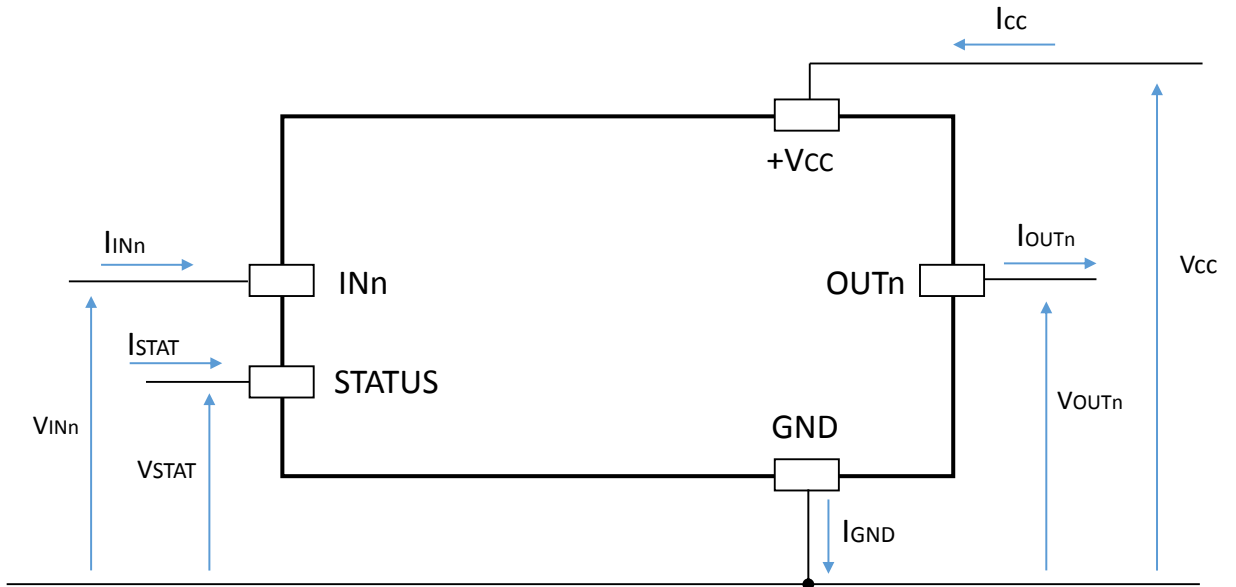 Icc
+Vcc
IINn
INn
OUTn
IOUTn
Vcc
ISTAT
STATUS
VINn
VSTAT
GND
VOUTn
IGND